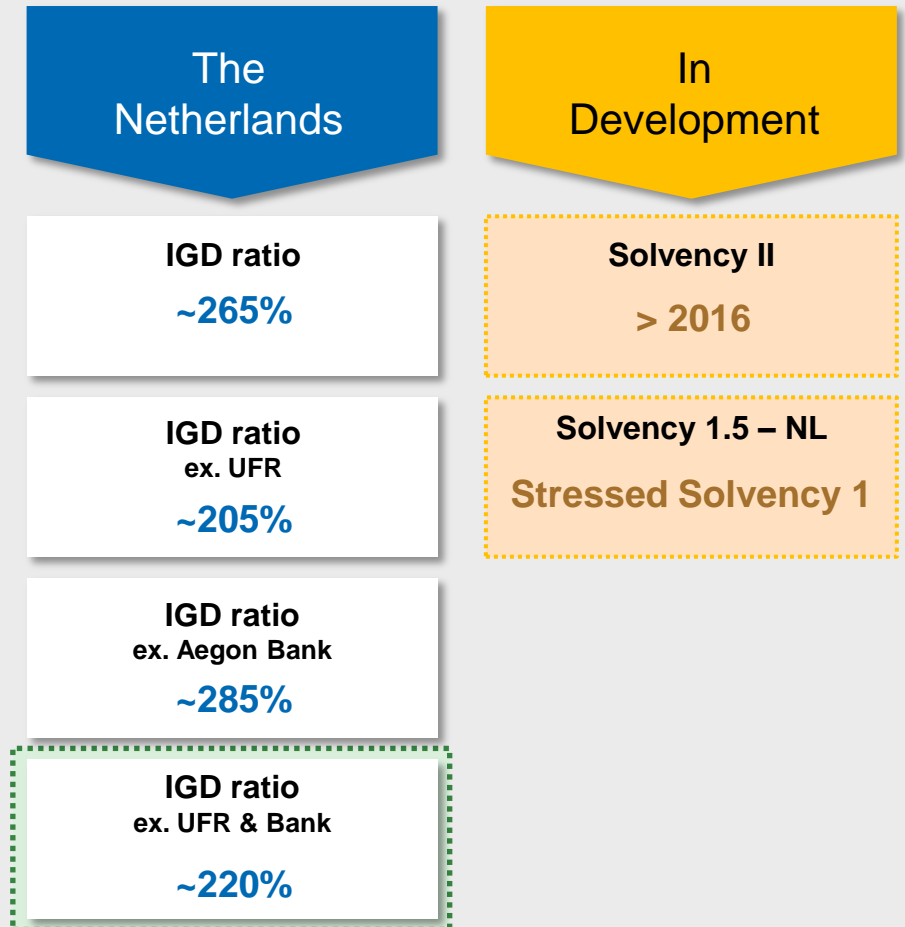 The
Netherlands
IGD ratio
~265%
IGD ratio
ex. UFR
~205%
IGD ratio
ex. Aegon Bank
~285%
IGD ratio
ex. UFR & Bank
~220%
In
Development
Solvency II
> 2016
Solvency 1.5 – NL
Stressed Solvency 1